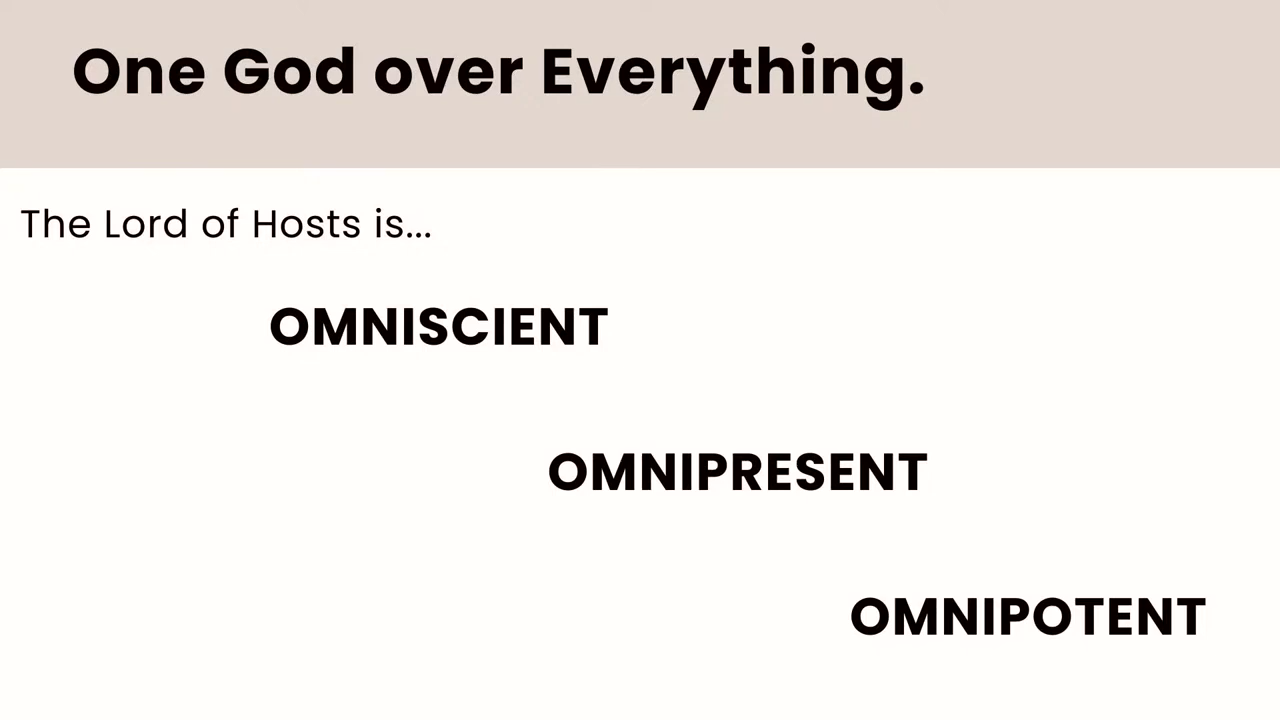 One God over Everything.
The Lord of Hosts is...
OMNISCIENT
OMNIPRESENT
OMNIPOTENT